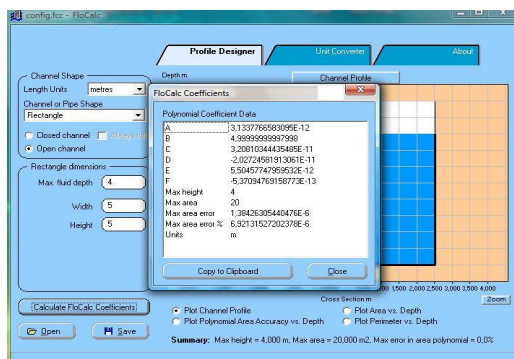 config.fcc - FloCalc
Profile Designer
Unit Converter
About
Channel Shape
Length Units metres
Channel or Pipe Shape
Rectangle
Closed channel
Open channel
Rectangle dimensions
Max. fluid depth 4
Width 5
Height 5
Calculate FloCalc Coefficients
Open Save
Depth m
Channel Profile
FloCalc Coefficients
Polynomial Coefficient Data
A 3,1337766583095E-12
B 4,99999999997998
C 3,20810344435485E-11
D -2,02724581913061E-11
E 5,50457747959532E-12
F -5,37094769158773E-13
Max height 4
Max area 20
Max area error 1,38426305440476E-6
Max area error % 6,92131527202378E-6
Units m
Copy to Clipboard Close
1,500 2,000 2,500 3,000 3,500 4,000
Cross Section m
Zoom
Plot Channel Profile Plot Area vs. Depth
Plot Polynomial Area Accuracy vs. Depth Plot Perimeter vs. Depth
Summary: Max height = 4,000 m, Max area = 20,000 m2, Max error in area polynomial = 0,0%